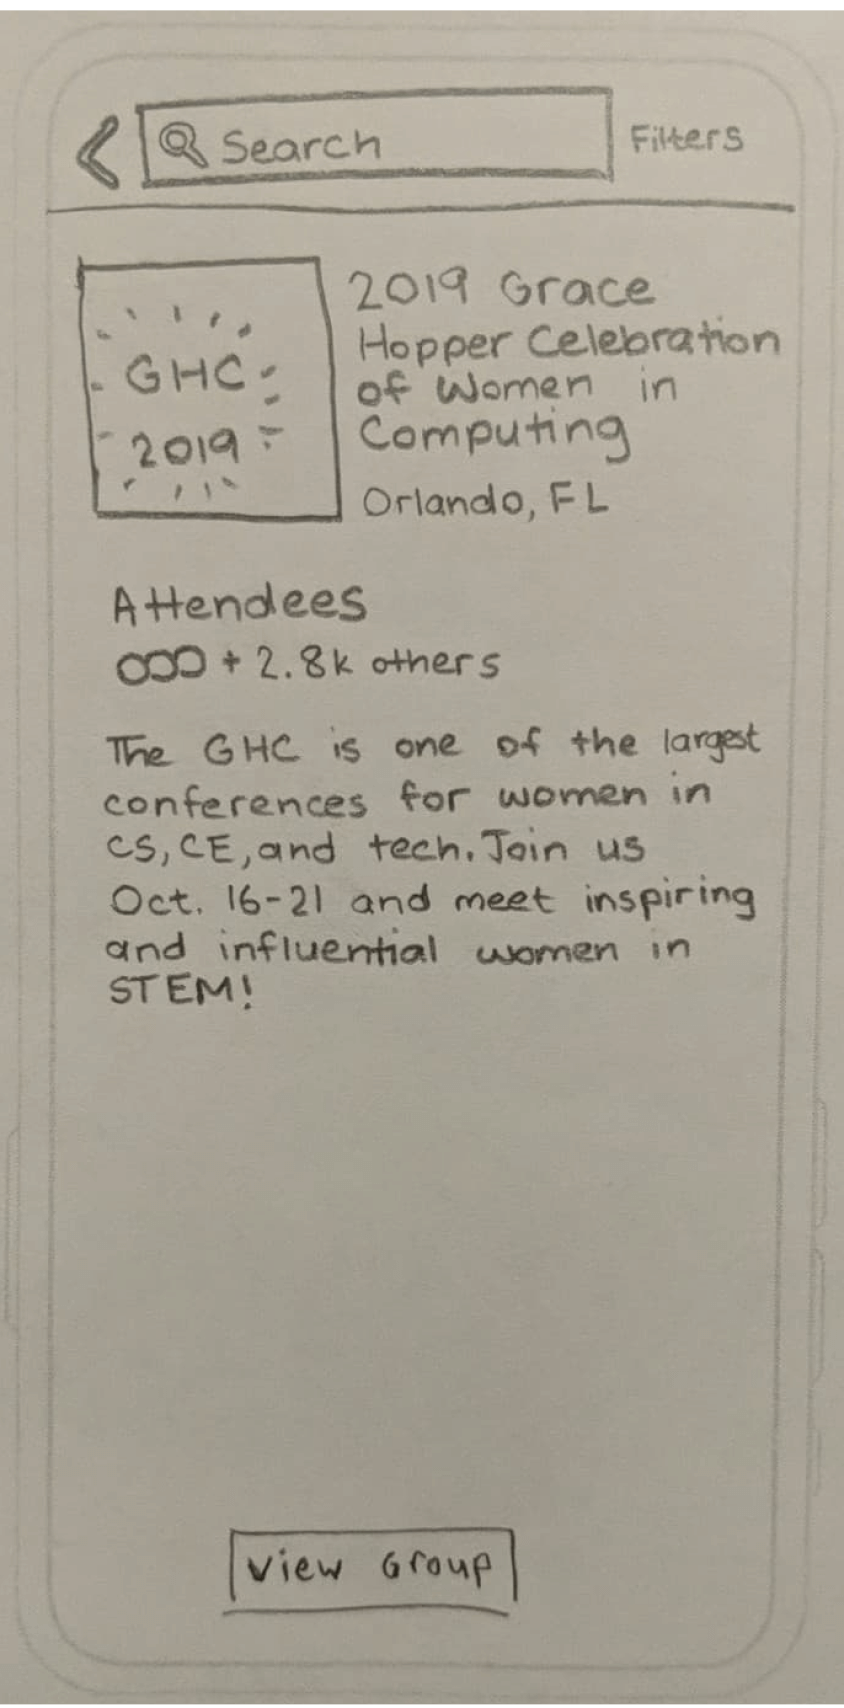 Search
Filters
GHC
2019
2019 Grace
Hopper Celebration
of Women in
Computing
Orlando, FL
Attendees
+ 2.8k others
The GHC is one of the largest
conferences for women in
CS, CE, and tech. Join us
Oct. 16-21 and meet inspiring
and influential women in
STEM!
View Group